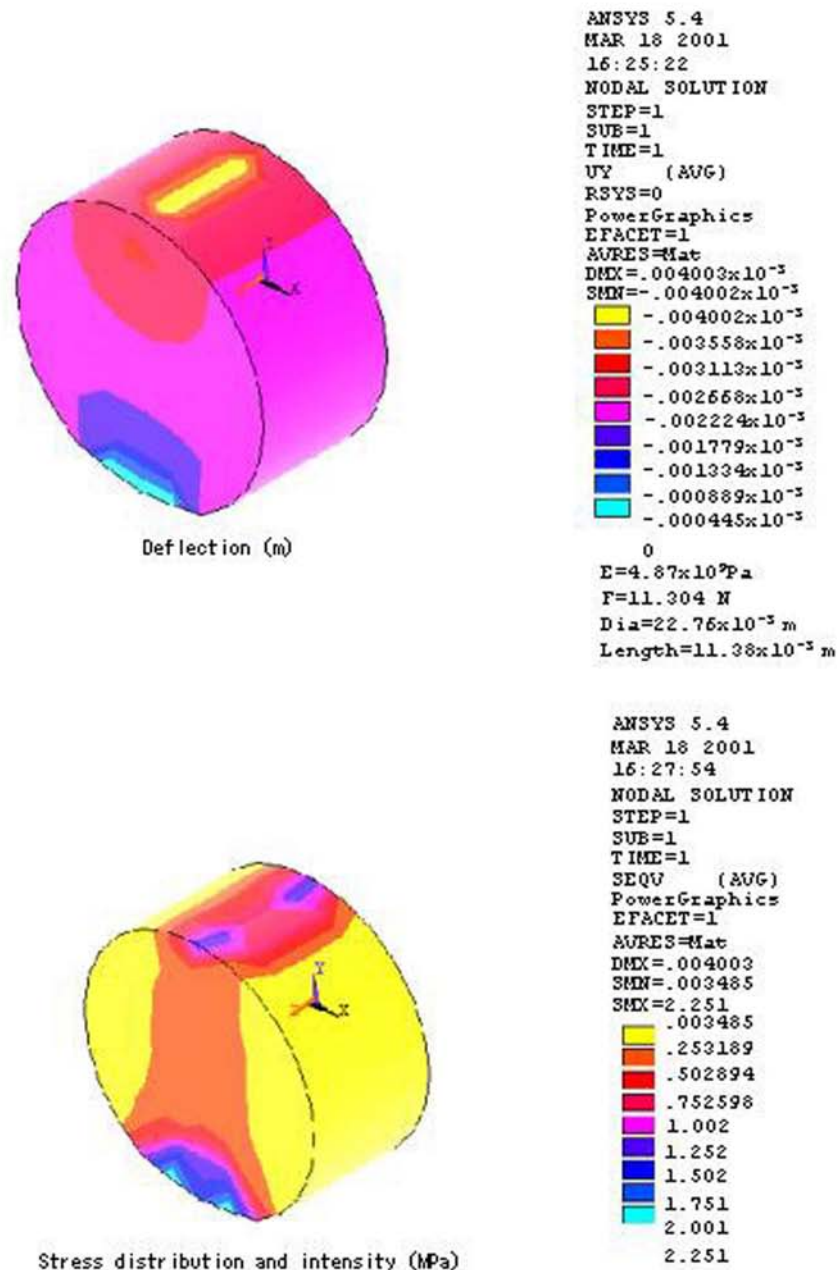 ANSYS 5.4
MAR 18 2001
16:25:22
NODAL SOLUTION
STEP=1
SUB=1
TIME=1
UY (AVG)
RSYS=0
PowerGraphics
EFACET=1
AVRES=Mat
DMX=.004003x10⁻³
SMN=-.004002x10⁻³
-.004002x10⁻³
-.003558x10⁻³
-.003113x10⁻³
-.002668x10⁻³
-.002224x10⁻³
-.001779x10⁻³
-.001334x10⁻³
-.000889x10⁻³
-.000445x10⁻³
0
E=4.87x10⁹Pa
F=11.304 N
Dia=22.76x10⁻³ m
Length=11.38x10⁻³ m
X
Deflection (m)
ANSYS 5.4
MAR 18 2001
16:27:54
NODAL SOLUTION
STEP=1
SUB=1
TIME=1
SEQV (AVG)
PowerGraphics
EFACET=1
AVRES=Mat
DMX=.004003
SMN=.003485
SMX=2.251
.003485
.253189
.502894
.752598
1.002
1.252
1.502
1.751
2.001
2.251
Y
X
Stress distribution and intensity (MPa)